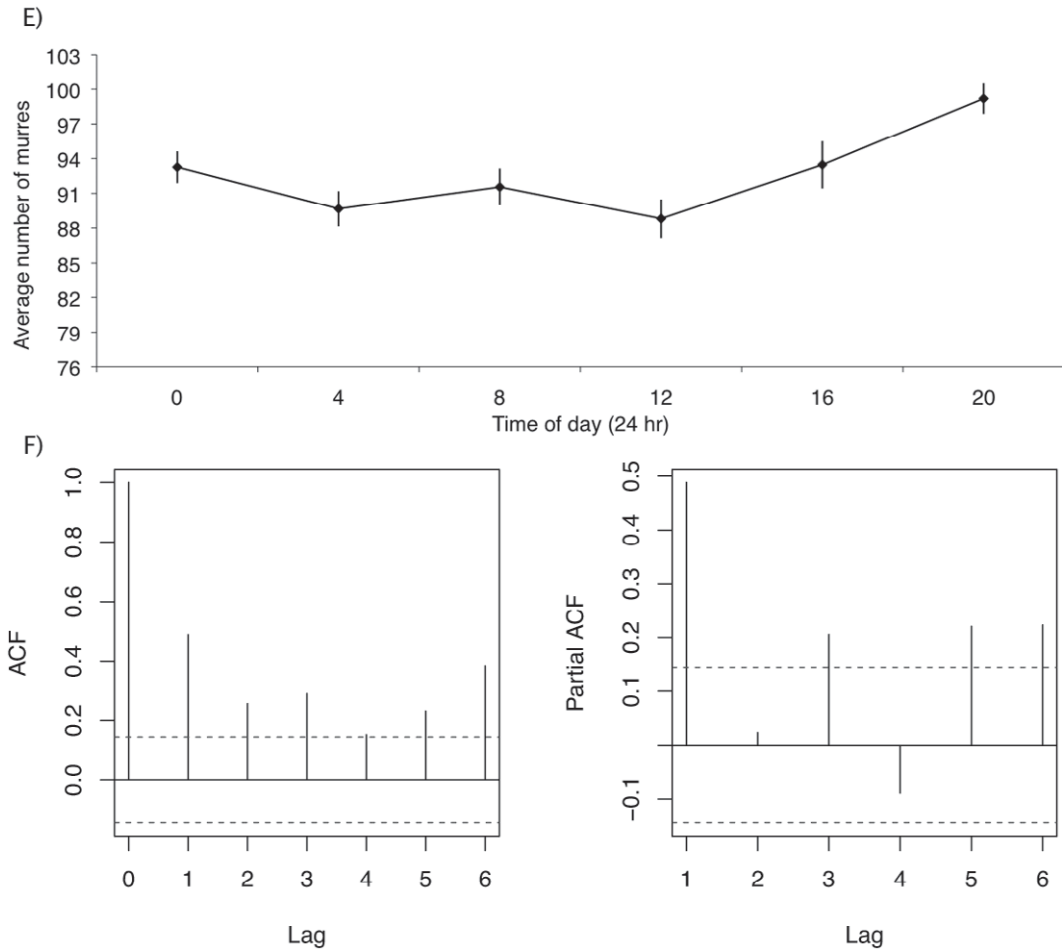 E)
103
100
97
94
91
88
85
82
79
76
Average number of murres
0 4 8 12 16 20
Time of day (24 hr)
F)
1.0
0.8
0.6
0.4
0.2
0.0
ACF
0 1 2 3 4 5 6
Lag
0.5
0.4
0.3
0.2
0.1
−0.1
Partial ACF
1 2 3 4 5 6
Lag